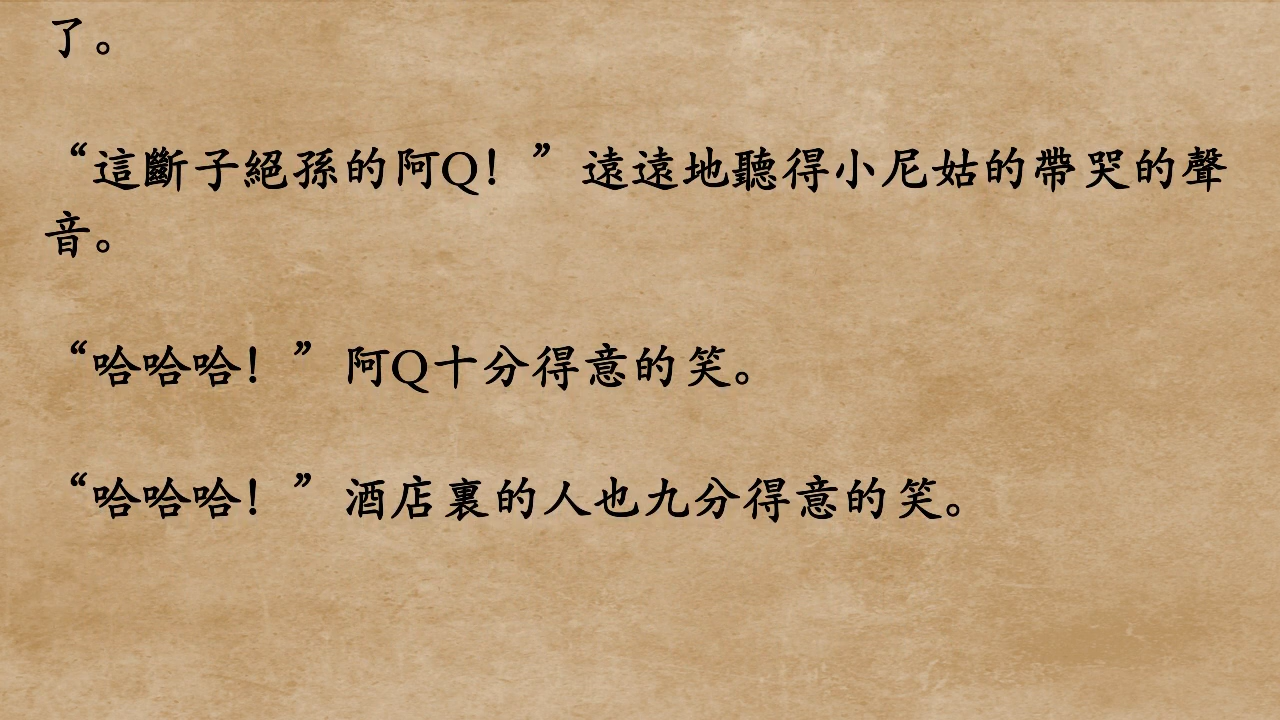 了。
“這斷子絕孫的阿Q！”遠遠地聽得小尼姑的帶哭的聲
音。
“哈哈哈！”阿Q十分得意的笑。
“哈哈哈！”酒店裏的人也九分得意的笑。